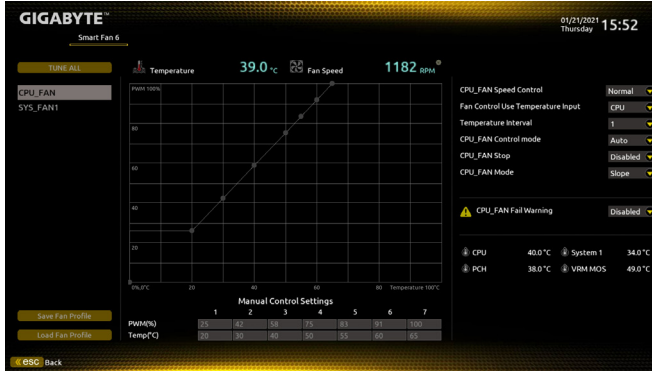 GIGABYTE™
Smart Fan 6
01/21/2021 15:52
Thursday
TUNE ALL
Temperature 39.0 °C Fan Speed 1182 RPM
CPU_FAN
SYS_FAN1
PWM 100%
80
60
40
20
0%,0°C 20 40 60 80 Temperature 100°C
CPU_FAN Speed Control Normal
Fan Control Use Temperature Input CPU
Temperature Interval 1
CPU_FAN Control mode Auto
CPU_FAN Stop Disabled
CPU_FAN Mode Slope
CPU_FAN Fail Warning Disabled
CPU 40.0°C System 1 34.0°C
PCH 38.0°C VRM MOS 49.0°C
Manual Control Settings
1 2 3 4 5 6 7
PWM(%) 25 42 58 75 83 91 100
Temp(°C) 20 30 40 50 55 60 65
Save Fan Profile
Load Fan Profile
esc Back